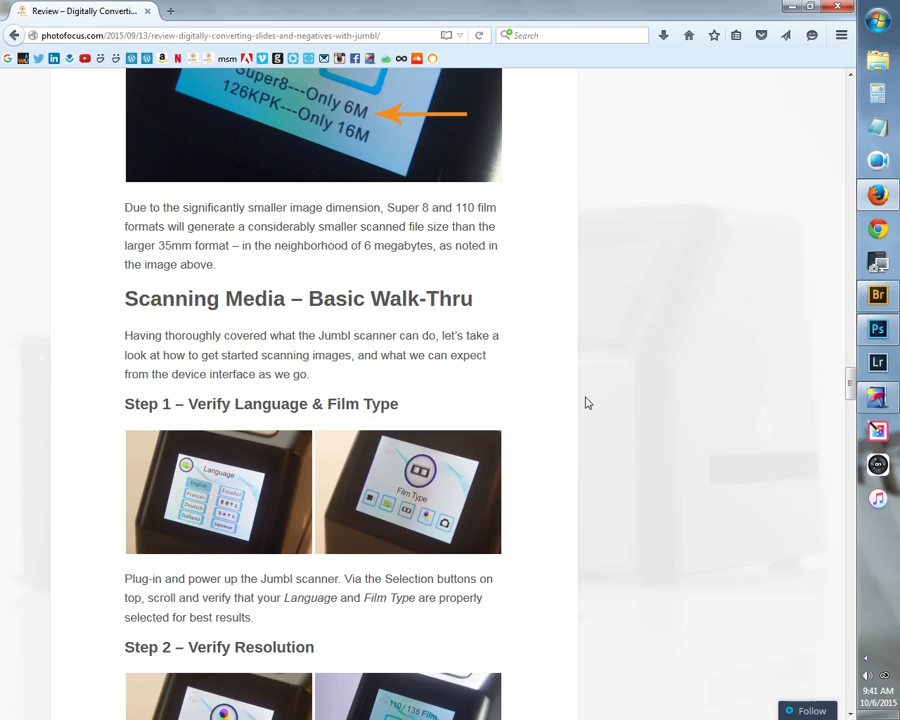 Review – Digitally Converti...
photofocus.com/2015/09/13/review-digitally-converting-slides-and-negatives-with-jumbl/
Search
msm
Super8---Only 6M
126KPK---Only 16M
Due to the significantly smaller image dimension, Super 8 and 110 film
formats will generate a considerably smaller scanned file size than the
larger 35mm format – in the neighborhood of 6 megabytes, as noted in
the image above.
Scanning Media – Basic Walk-Thru
Having thoroughly covered what the Jumbl scanner can do, let's take a
look at how to get started scanning images, and what we can expect
from the device interface as we go.
Step 1 – Verify Language & Film Type
Language
English
Español
Francais
Deutsch
Italiano
Japanese
Film Type
Plug-in and power up the Jumbl scanner. Via the Selection buttons on
top, scroll and verify that your Language and Film Type are properly
selected for best results.
Step 2 – Verify Resolution
110 / 135 Film
Follow
Br
Ps
Lr
9:41 AM
10/6/2015